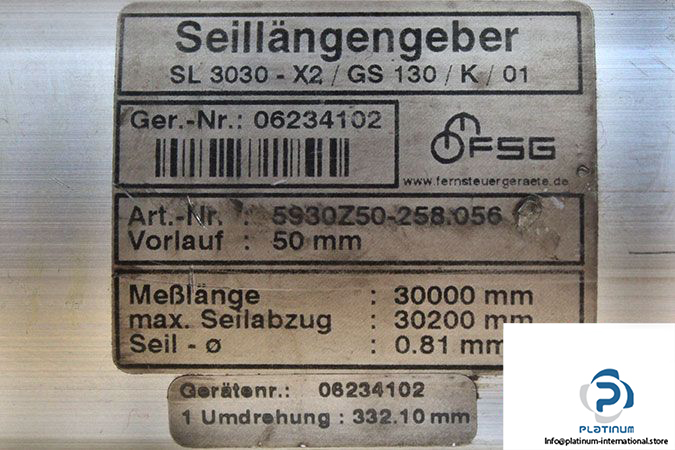 Seillängengeber
SL 3030 - X2 / GS 130 / K / 01
Ger.-Nr.: 06234102
FSG
www.fernsteuergeraete.de
Art.-Nr. : 5930Z50-258.056
Vorlauf : 50 mm
Meßlänge : 30000 mm
max. Seilabzug : 30200 mm
Seil - ø : 0.81 mm
Gerätenr.: 06234102
1 Umdrehung : 332.10 mm
PLATINUM
Info@platinum-international.store